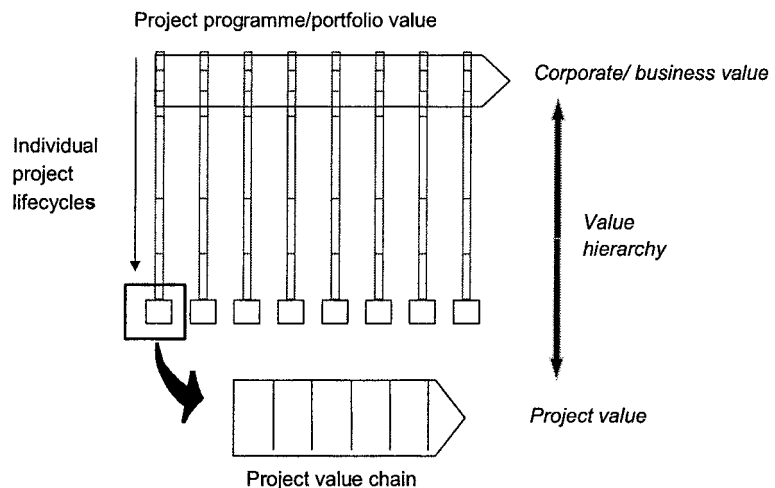 Project programme/portfolio value
Corporate/ business value
Individual
project
lifecycles
Value
hierarchy
Project value
Project value chain